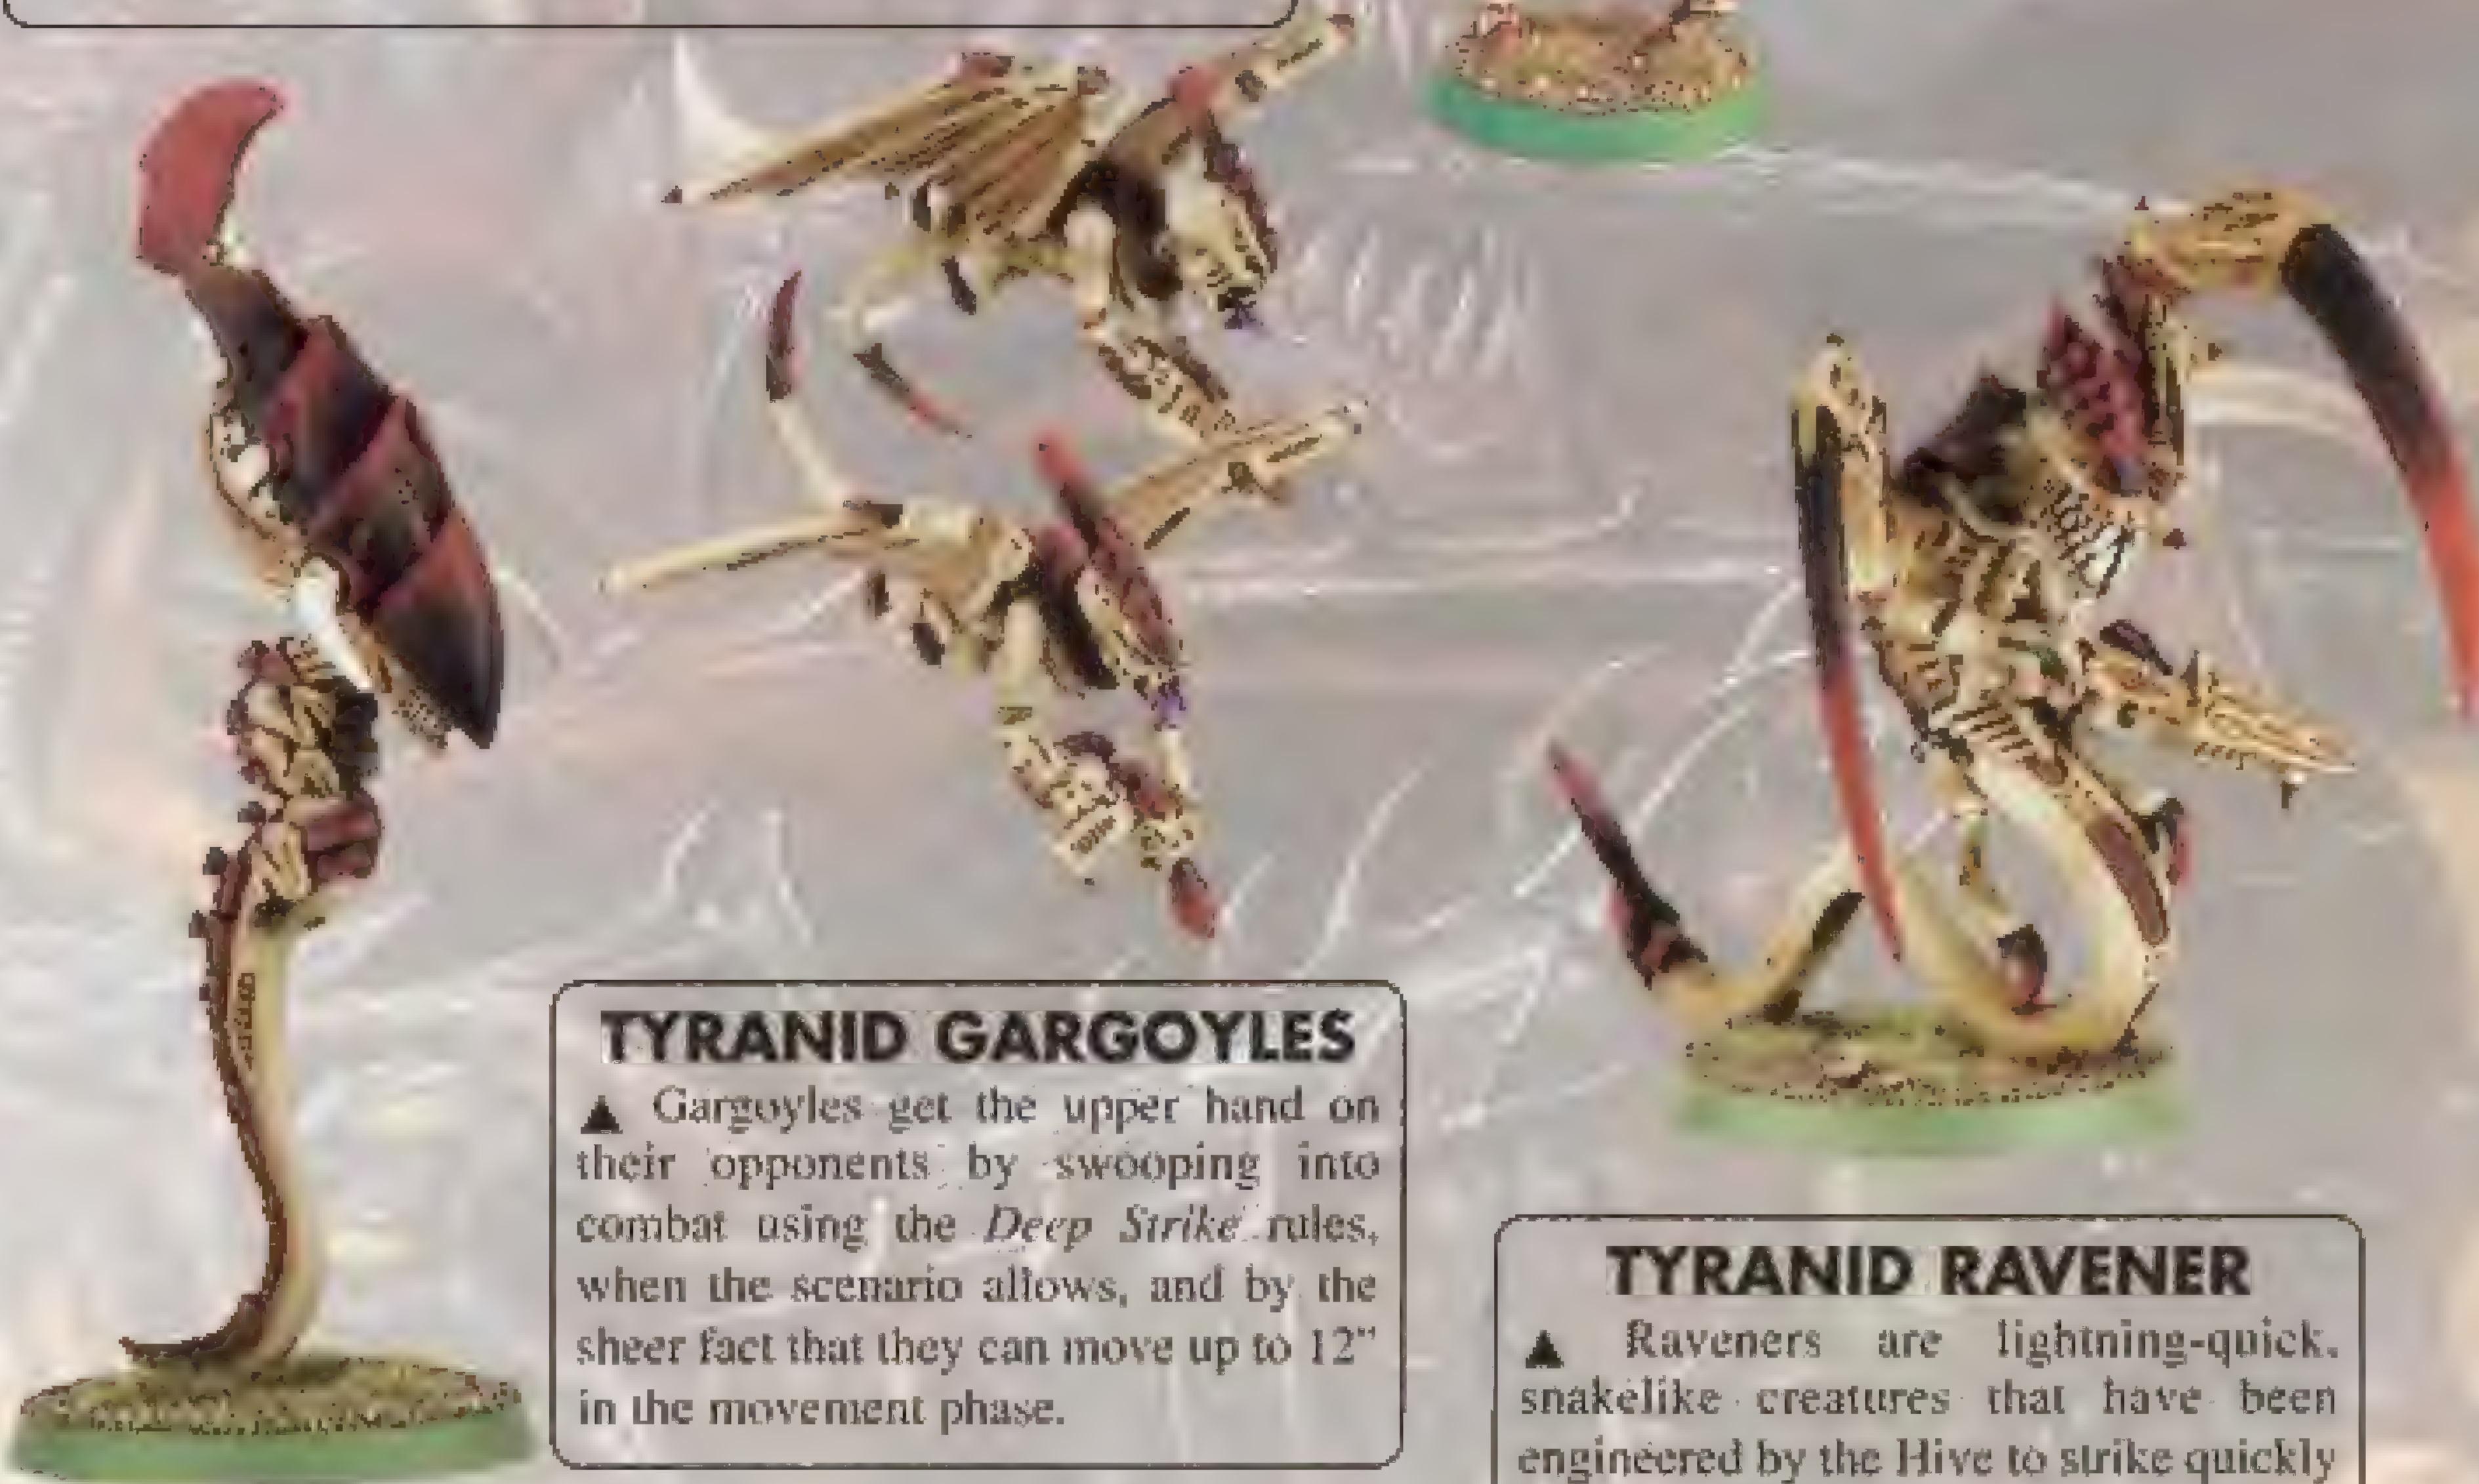 TYRANID GARGOYLES
▲ Gargoyles get the upper hand on
their opponents by swooping into
combat using the Deep Strike rules,
when the scenario allows, and by the
sheer fact that they can move up to 12"
in the movement phase.
TYRANID RAVENER
▲ Raveners are lightning-quick,
snakelike creatures that have been
engineered by the Hive to strike quickly